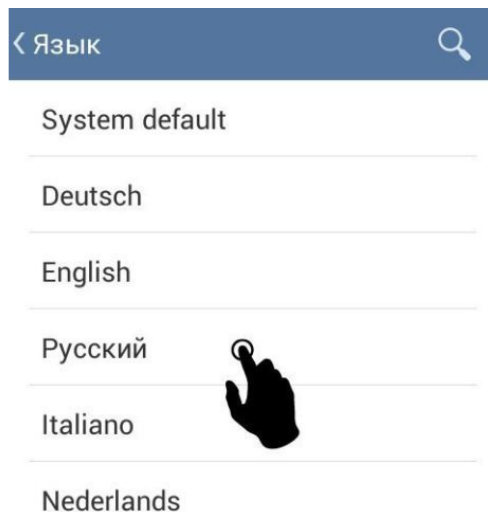 Язык
System default
Deutsch
English
Русский
Italiano
Nederlands